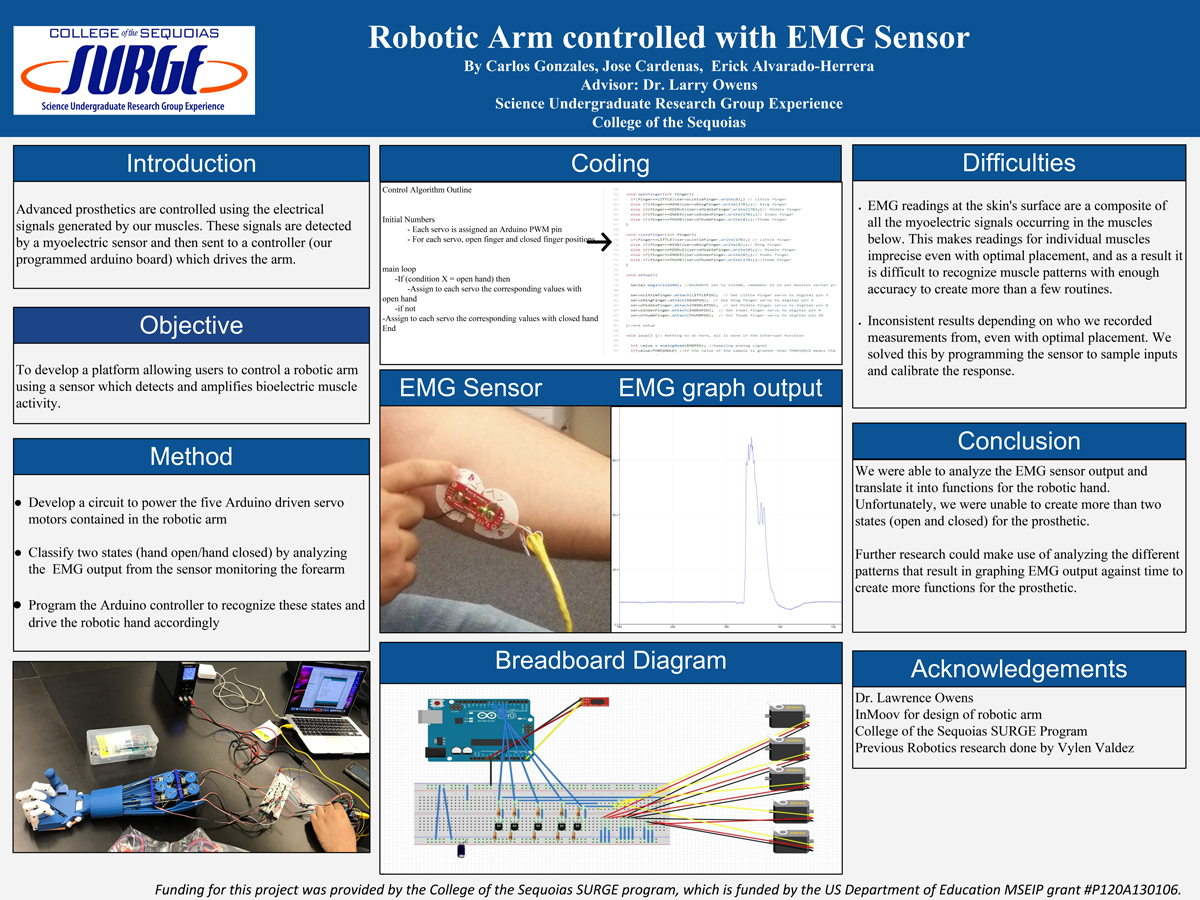 COLLEGE of the SEQUOIAS
SURGE
Science Undergraduate Research Group Experience
Robotic Arm controlled with EMG Sensor
By Carlos Gonzales, Jose Cardenas, Erick Alvarado-Herrera
Advisor: Dr. Larry Owens
Science Undergraduate Research Group Experience
College of the Sequoias
Introduction
Advanced prosthetics are controlled using the electrical
signals generated by our muscles. These signals are detected
by a myoelectric sensor and then sent to a controller (our
programmed arduino board) which drives the arm.
Objective
To develop a platform allowing users to control a robotic arm
using a sensor which detects and amplifies bioelectric muscle
activity.
Method
● Develop a circuit to power the five Arduino driven servo
motors contained in the robotic arm
● Classify two states (hand open/hand closed) by analyzing
the EMG output from the sensor monitoring the forearm
● Program the Arduino controller to recognize these states and
drive the robotic hand accordingly
Coding
Control Algorithm Outline
Initial Numbers
- Each servo is assigned an Arduino PWM pin
- For each servo, open finger and closed finger positions
main loop
-If (condition X = open hand) then
-Assign to each servo the corresponding values with
open hand
-if not
-Assign to each servo the corresponding values with closed hand
End
void openFinger(int finger){
void closeFinger(int finger){
void setup(){
EMG Sensor
EMG graph output
Breadboard Diagram
Difficulties
. EMG readings at the skin's surface are a composite of
all the myoelectric signals occurring in the muscles
below. This makes readings for individual muscles
imprecise even with optimal placement, and as a result it
is difficult to recognize muscle patterns with enough
accuracy to create more than a few routines.
. Inconsistent results depending on who we recorded
measurements from, even with optimal placement. We
solved this by programming the sensor to sample inputs
and calibrate the response.
Conclusion
We were able to analyze the EMG sensor output and
translate it into functions for the robotic hand.
Unfortunately, we were unable to create more than two
states (open and closed) for the prosthetic.
Further research could make use of analyzing the different
patterns that result in graphing EMG output against time to
create more functions for the prosthetic.
Acknowledgements
Dr. Lawrence Owens
InMoov for design of robotic arm
College of the Sequoias SURGE Program
Previous Robotics research done by Vylen Valdez
Funding for this project was provided by the College of the Sequoias SURGE program, which is funded by the US Department of Education MSEIP grant #P120A130106.